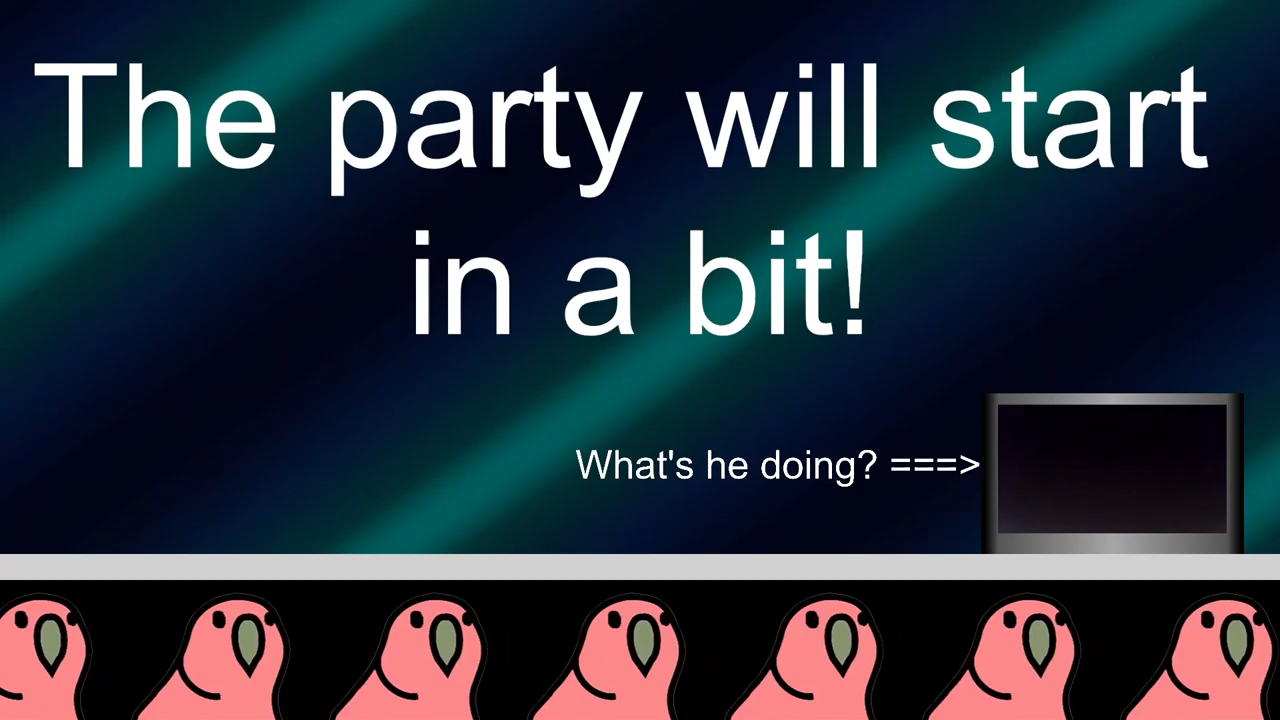 The party will start
in a bit!
What's he doing? ===>